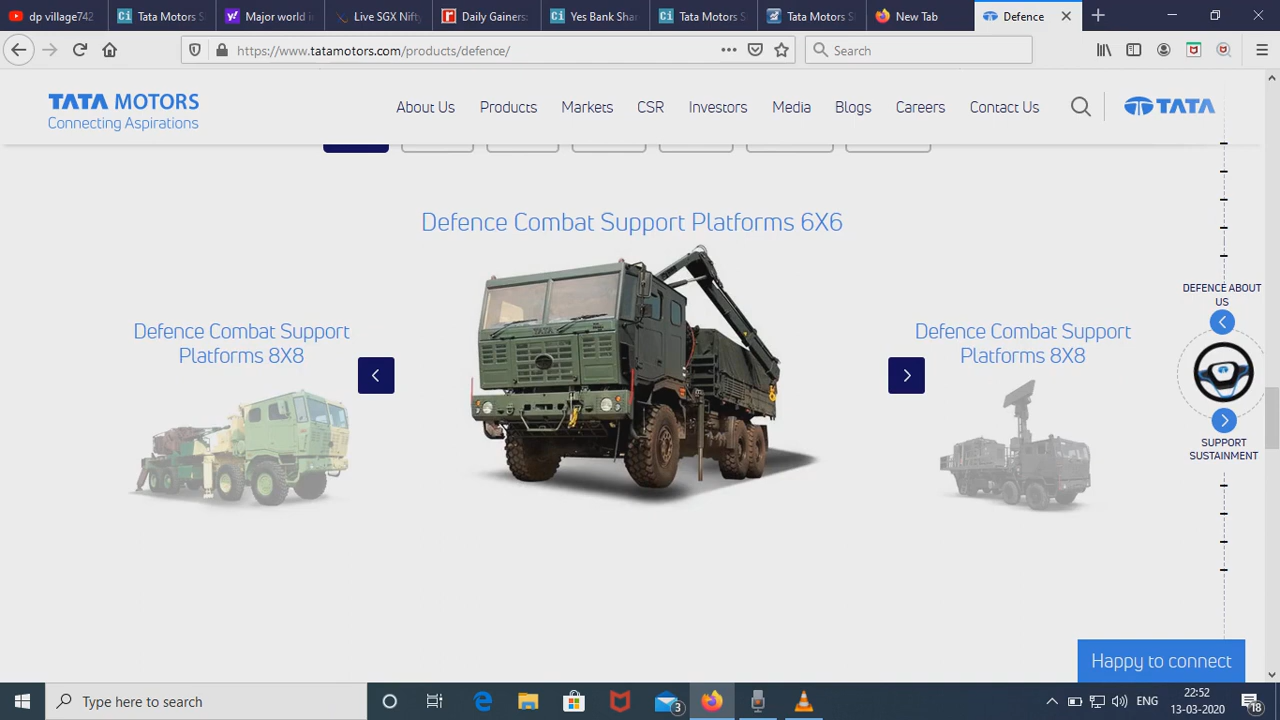 dp village742
Tata Motors S
Major world i
Live SGX Nift
Daily Gainers:
Yes Bank Shar
Tata Motors S
Tata Motors S
New Tab
Defence
https://www.tatamotors.com/products/defence/
Search
TATA MOTORS
Connecting Aspirations
About Us
Products
Markets
CSR
Investors
Media
Blogs
Careers
Contact Us
TATA
Defence Combat Support Platforms 6X6
Defence Combat Support
Platforms 8X8
Defence Combat Support
Platforms 8X8
TATA
DEFENCE ABOUT
US
SUPPORT
SUSTAINMENT
Happy to connect
Type here to search
3
ENG
22:52
13-03-2020
18